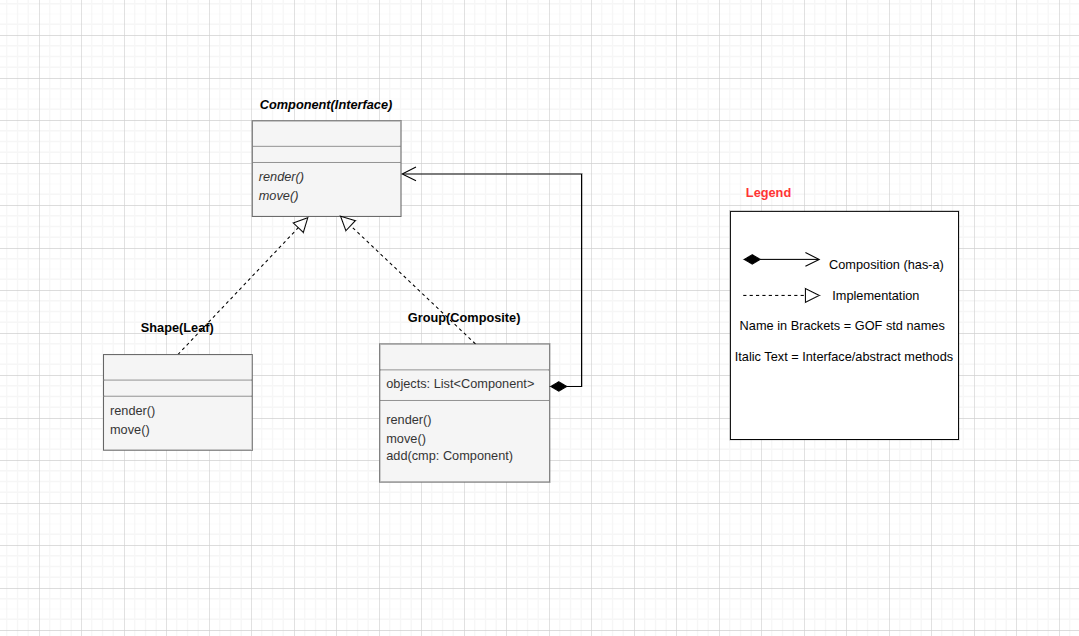 Component(Interface)
render()
move()
Shape(Leaf)
render()
move()
Group(Composite)
objects: List<Component>
render()
move()
add(cmp: Component)
Legend
Composition (has-a)
Implementation
Name in Brackets = GOF std names
Italic Text = Interface/abstract methods